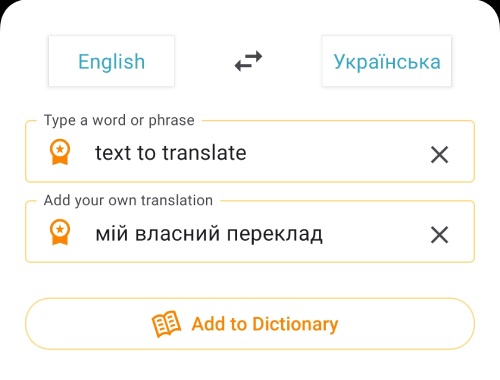 English
Українська
Type a word or phrase
text to translate
Add your own translation
мій власний переклад
Add to Dictionary